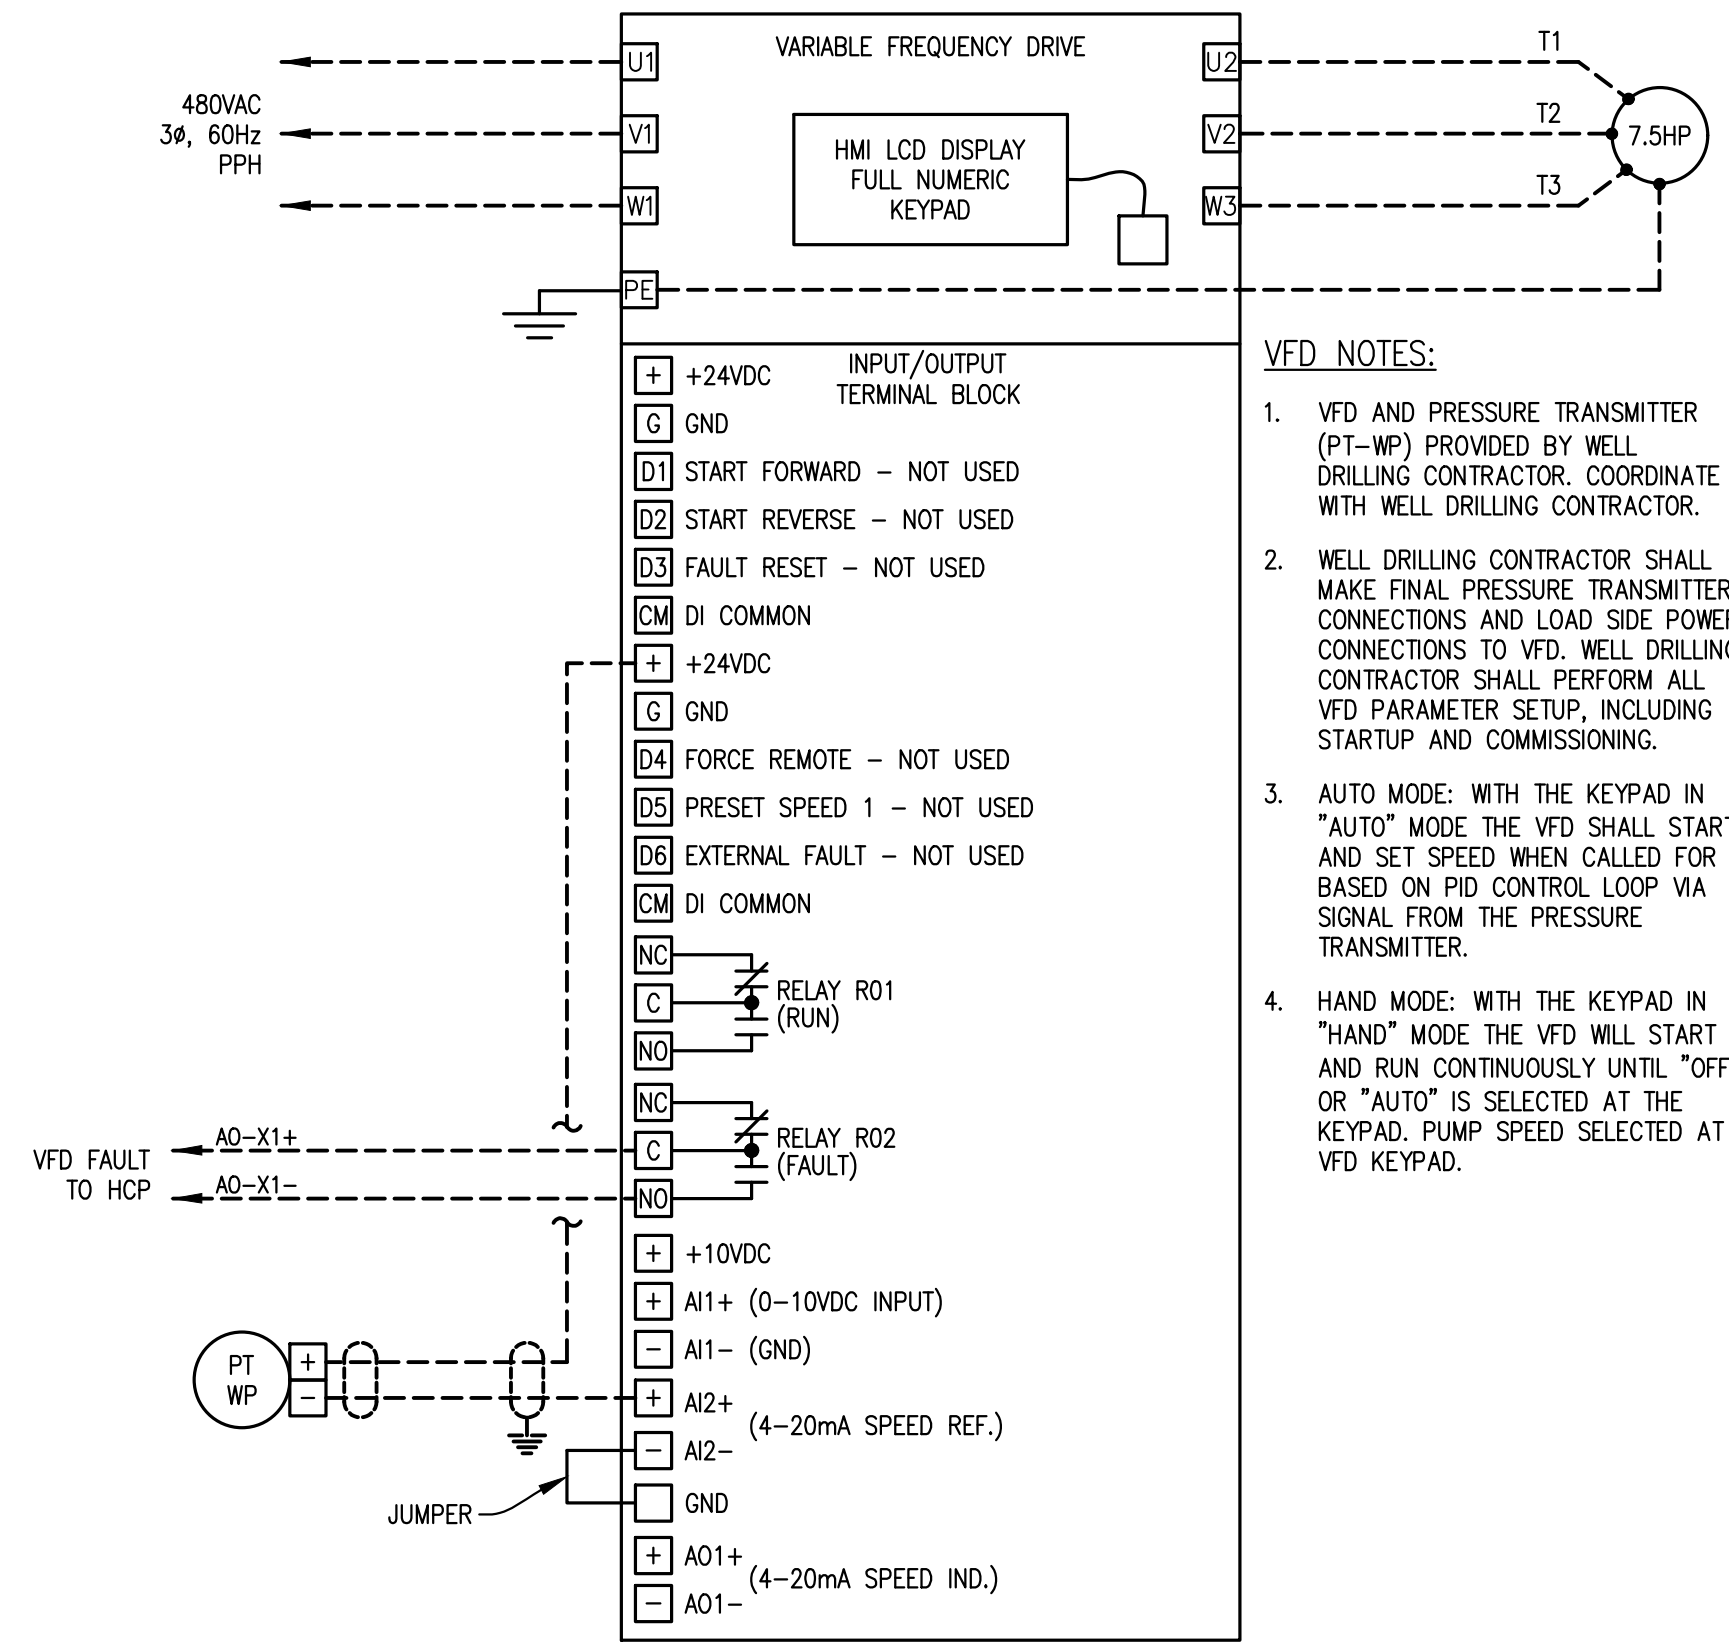 VARIABLE FREQUENCY DRIVE
U1
V1
W1
PE
480VAC
3ø, 60Hz
PPH
HMI LCD DISPLAY
FULL NUMERIC
KEYPAD
U2
V2
W3
T1
T2
T3
7.5HP
INPUT/OUTPUT
TERMINAL BLOCK
+ +24VDC
G GND
D1 START FORWARD – NOT USED
D2 START REVERSE – NOT USED
D3 FAULT RESET – NOT USED
CM DI COMMON
+ +24VDC
G GND
D4 FORCE REMOTE – NOT USED
D5 PRESET SPEED 1 – NOT USED
D6 EXTERNAL FAULT – NOT USED
CM DI COMMON
NC
C
NO
RELAY R01
(RUN)
NC
C
NO
RELAY R02
(FAULT)
VFD FAULT
TO HCP
AO-X1+
AO-X1-
+ +10VDC
+ AI1+ (0-10VDC INPUT)
- AI1- (GND)
+ AI2+
(4-20mA SPEED REF.)
- AI2-
GND
+ AO1+
(4-20mA SPEED IND.)
- AO1-
PT
WP
+
-
JUMPER
VFD NOTES:
1. VFD AND PRESSURE TRANSMITTER
(PT-WP) PROVIDED BY WELL
DRILLING CONTRACTOR. COORDINATE
WITH WELL DRILLING CONTRACTOR.
2. WELL DRILLING CONTRACTOR SHALL
MAKE FINAL PRESSURE TRANSMITTER
CONNECTIONS AND LOAD SIDE POWER
CONNECTIONS TO VFD. WELL DRILLING
CONTRACTOR SHALL PERFORM ALL
VFD PARAMETER SETUP, INCLUDING
STARTUP AND COMMISSIONING.
3. AUTO MODE: WITH THE KEYPAD IN
"AUTO" MODE THE VFD SHALL START
AND SET SPEED WHEN CALLED FOR
BASED ON PID CONTROL LOOP VIA
SIGNAL FROM THE PRESSURE
TRANSMITTER.
4. HAND MODE: WITH THE KEYPAD IN
"HAND" MODE THE VFD WILL START
AND RUN CONTINUOUSLY UNTIL "OFF
OR "AUTO" IS SELECTED AT THE
KEYPAD. PUMP SPEED SELECTED AT
VFD KEYPAD.